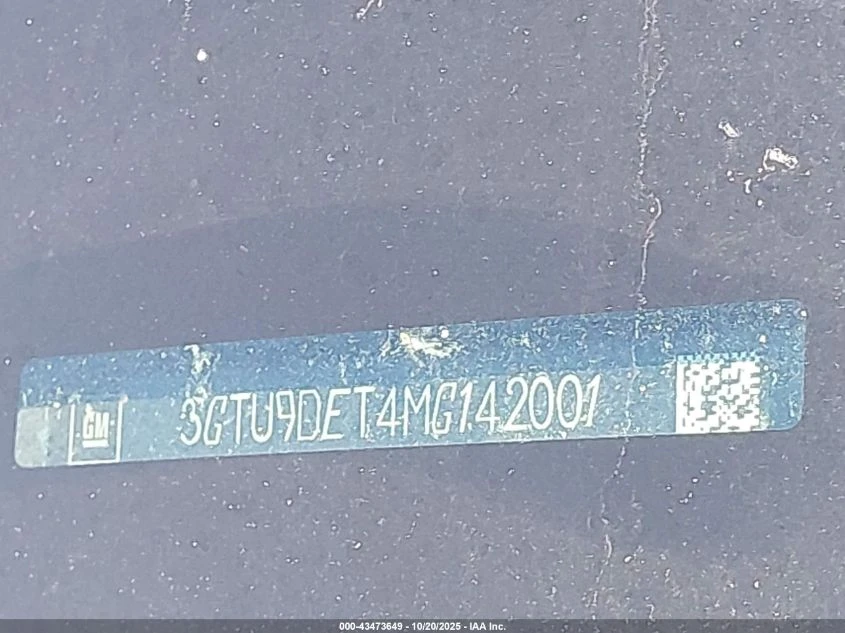 GM
3GTU9DET4MG142001
000-43473649 - 10/20/2025 - IAA Inc.